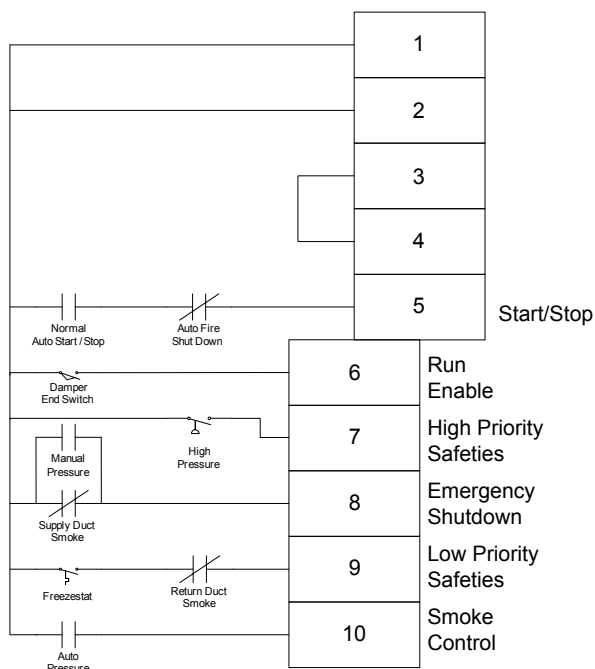 1
2
3
4
5
Start/Stop
Normal
Auto Start / Stop
Auto Fire
Shut Down
6
Run
Enable
Damper
End Switch
7
High Priority
Safeties
High
Pressure
Manual
Pressure
8
Emergency
Shutdown
Supply Duct
Smoke
9
Low Priority
Safeties
Freezestat
Return Duct
Smoke
10
Smoke
Control
Auto
Pressure